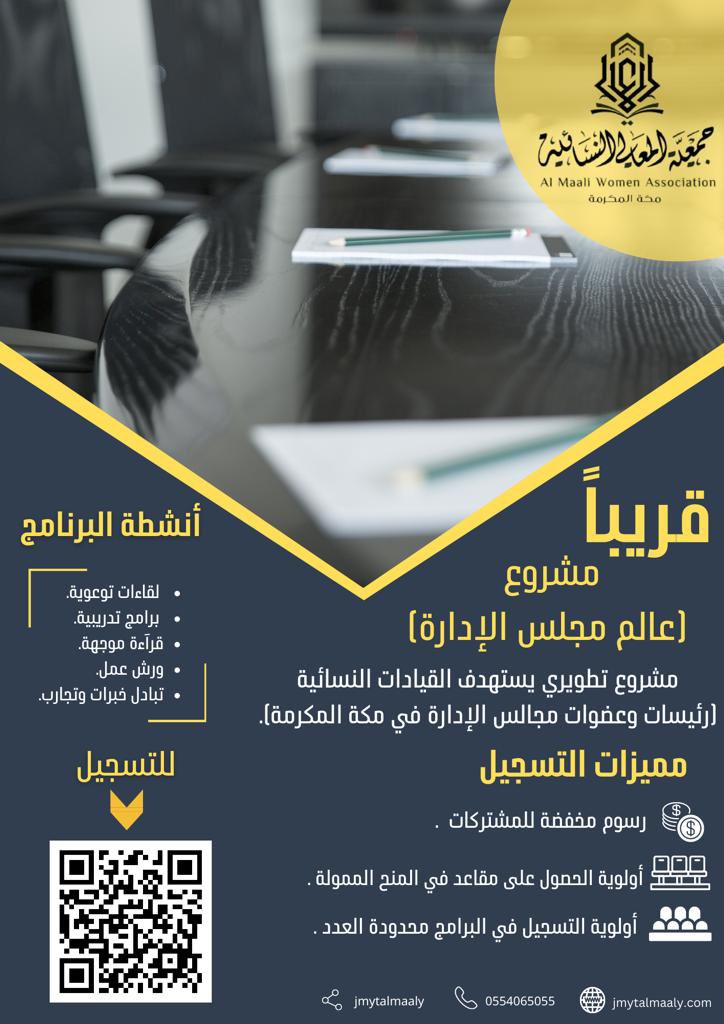 جمعية المعالي النسائية
Al Maali Women Association
مكة المكرمة
قريباً
مشروع
(عالم مجلس الإدارة)
مشروع تطويري يستهدف القيادات النسائية
(رئيسات وعضوات مجالس الإدارة في مكة المكرمة).
مميزات التسجيل
رسوم مخفضة للمشتركات .
أولوية الحصول على مقاعد في المنح الممولة .
أولوية التسجيل في البرامج محدودة العدد .
أنشطة البرنامج
• لقاءات توعوية.
• برامج تدريبية.
• قرآءة موجهة.
• ورش عمل.
• تبادل خبرات وتجارب.
للتسجيل
jmytalmaaly
0554065055
jmytalmaaly.com